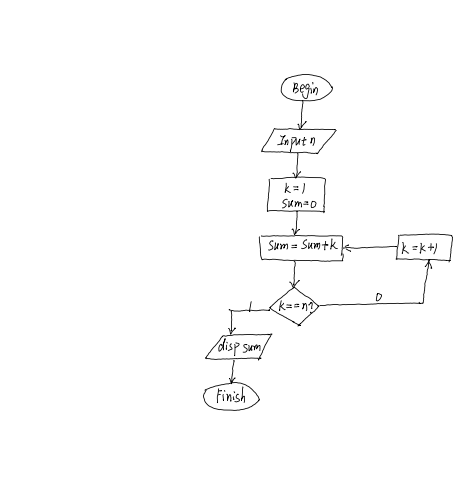 Begin
Input n
k=1
sum=0
sum=sum+k
k=k+1
k==n?
1
0
disp sum
Finish